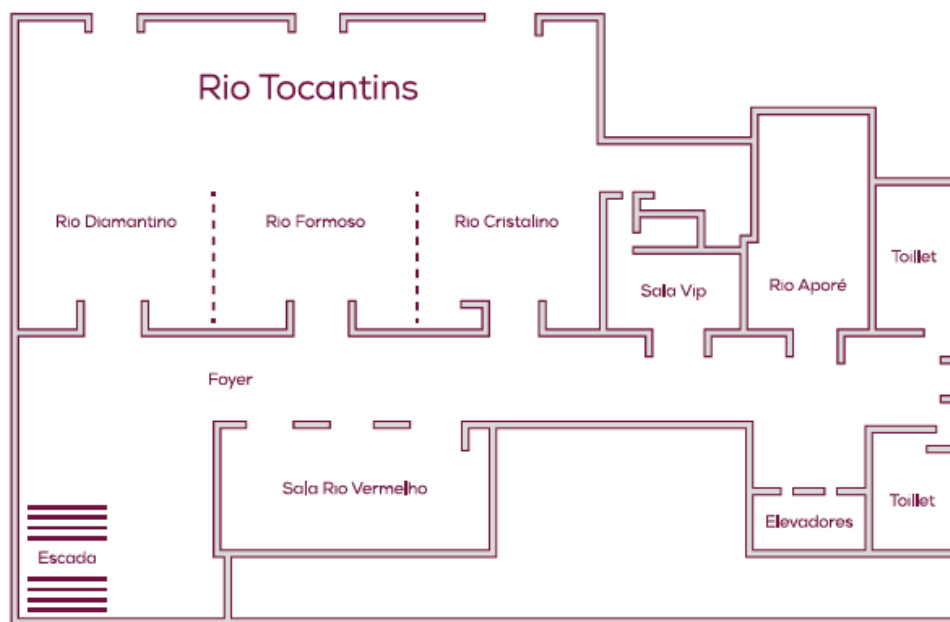 Rio Tocantins
Rio Diamantino
Rio Formoso
Rio Cristalino
Sala Vip
Rio Aporé
Toillet
Foyer
Sala Rio Vermelho
Elevadores
Toillet
Escada